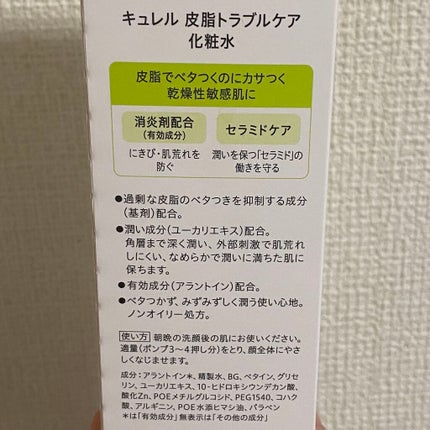 キュレル 皮脂トラブルケア
化粧水
皮脂でベタつくのにカサつく
乾燥性敏感肌に
消炎剤配合
(有効成分)
セラミドケア
にきび・肌荒れを
防ぐ
潤いを保つ「セラミド」の
働きを守る
●過剰な皮脂のベタつきを抑制する成分
(基剤)配合。
●潤い成分(ユーカリエキス)配合。
角層まで深く潤い、外部刺激で肌荒れ
しにくい、なめらかで潤いに満ちた肌に
保ちます。
●有効成分(アラントイン)配合。
●ベタつかず、みずみずしく潤う使い心地。
ノンオイリー処方。
使い方 朝晩の洗顔後の肌にお使いください。
適量(ポンプ3〜4押し分)をとり、顔全体にやさ
しくなじませます。
成分：アラントイン＊、精製水、BG、ベタイン、グリセ
リン、ユーカリエキス、10-ヒドロキシウンデカン酸、
酸化Zn、POEメチルグルコシド、PEG1540、コハク
酸、アルギニン、POE水添ヒマシ油、パラベン
＊は「有効成分」無表示は「その他の成分」